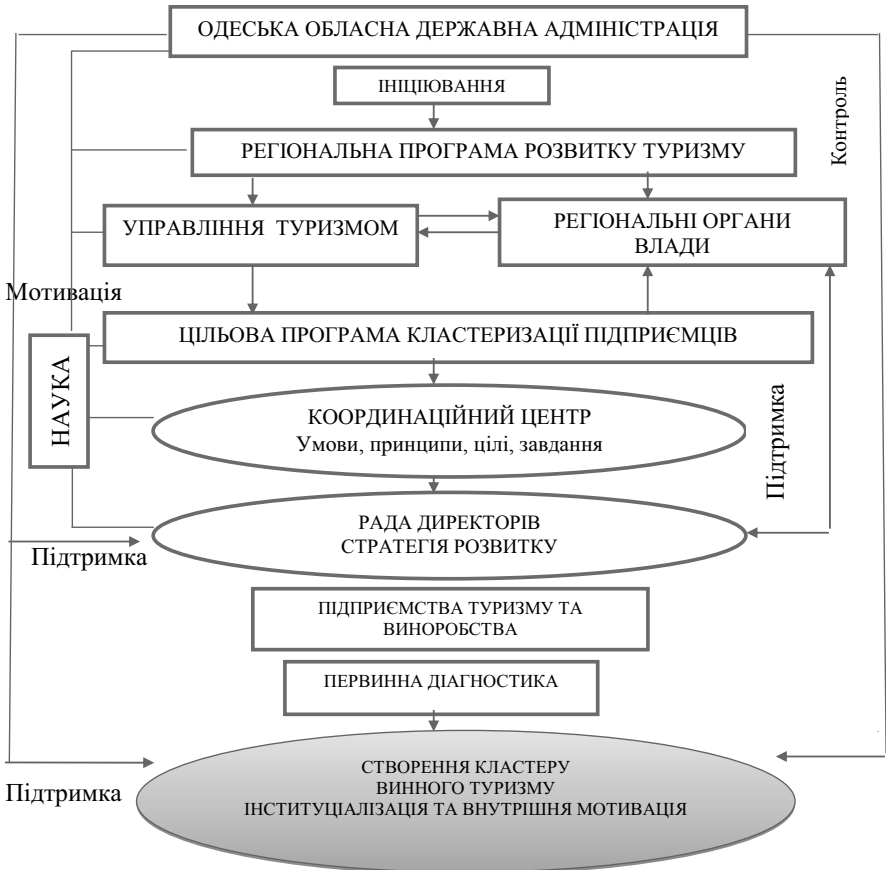 ОДЕСЬКА ОБЛАСНА ДЕРЖАВНА АДМІНІСТРАЦІЯ
ІНІЦІЮВАННЯ
Контроль
РЕГІОНАЛЬНА ПРОГРАМА РОЗВИТКУ ТУРИЗМУ
УПРАВЛІННЯ ТУРИЗМОМ
РЕГІОНАЛЬНІ ОРГАНИ
ВЛАДИ
Мотивація
ЦІЛЬОВА ПРОГРАМА КЛАСТЕРИЗАЦІЇ ПІДПРИЄМЦІВ
НАУКА
КООРДИНАЦІЙНИЙ ЦЕНТР
Умови, принципи, цілі, завдання
Підтримка
РАДА ДИРЕКТОРІВ
СТРАТЕГІЯ РОЗВИТКУ
Підтримка
ПІДПРИЄМСТВА ТУРИЗМУ ТА
ВИНОРОБСТВА
ПЕРВИННА ДІАГНОСТИКА
СТВОРЕННЯ КЛАСТЕРУ
ВИННОГО ТУРИЗМУ
ІНСТИТУЦІАЛІЗАЦІЯ ТА ВНУТРІШНЯ МОТИВАЦІЯ
Підтримка